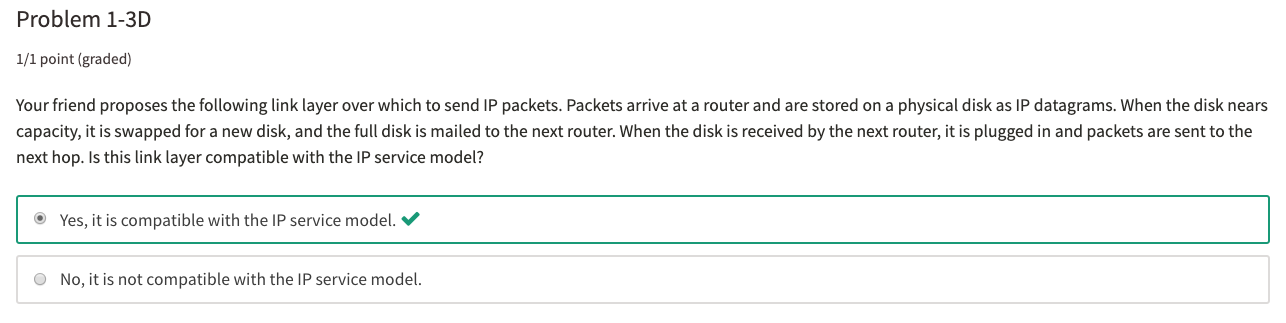 Problem 1-3D
1/1 point (graded)
Your friend proposes the following link layer over which to send IP packets. Packets arrive at a router and are stored on a physical disk as IP datagrams. When the disk nears
capacity, it is swapped for a new disk, and the full disk is mailed to the next router. When the disk is received by the next router, it is plugged in and packets are sent to the
next hop. Is this link layer compatible with the IP service model?
Yes, it is compatible with the IP service model.
No, it is not compatible with the IP service model.